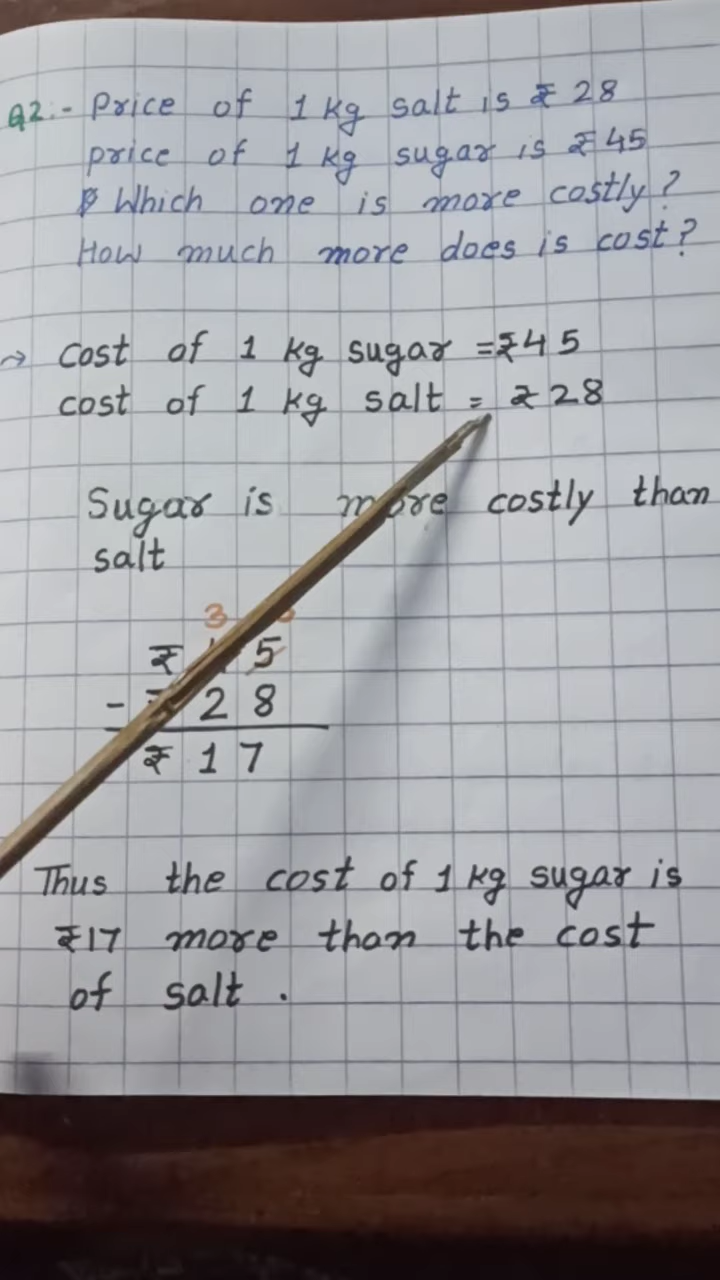 Q2:- Price of 1 kg salt is ₹ 28
price of 1 kg sugar is ₹ 45
Which one is more costly?
How much more does is cost?
→ cost of 1 kg sugar = ₹45
cost of 1 kg salt = ₹ 28
Sugar is more costly than
salt
3
₹ 5
- 2 8
₹ 1 7
Thus the cost of 1 kg sugar is
₹17 more than the cost
of salt .